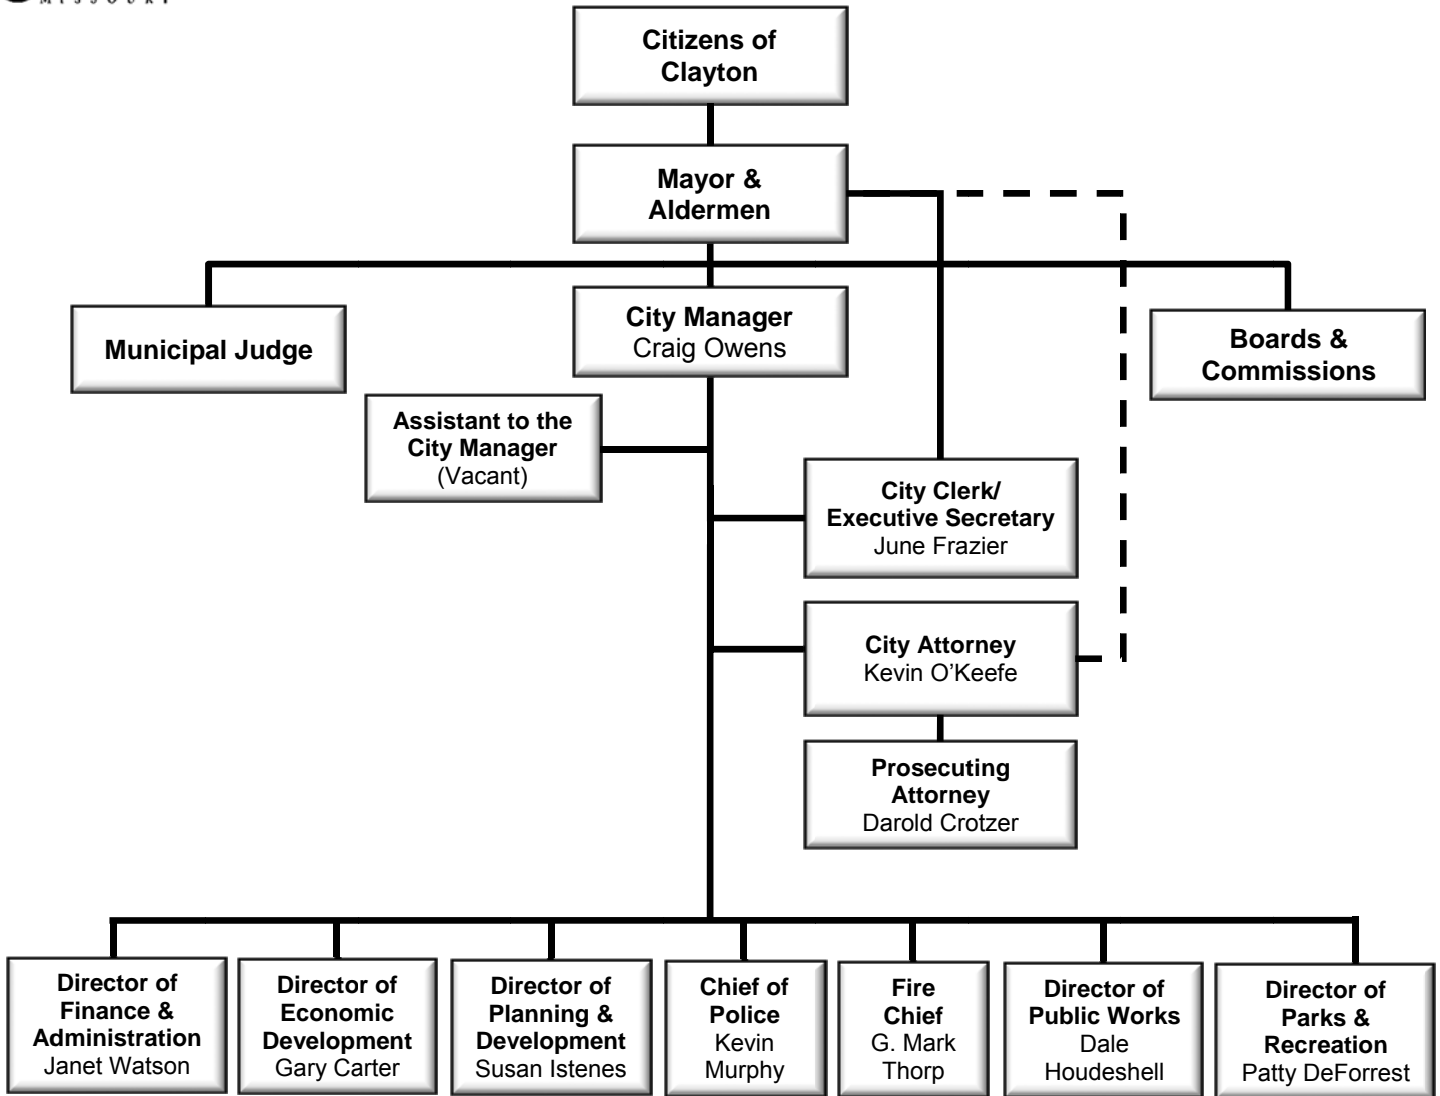 MISSOURI
Citizens of
Clayton
Mayor &
Aldermen
Municipal Judge
City Manager
Craig Owens
Boards &
Commissions
Assistant to the
City Manager
(Vacant)
City Clerk/
Executive Secretary
June Frazier
City Attorney
Kevin O’Keefe
Prosecuting
Attorney
Darold Crotzer
Director of
Finance &
Administration
Janet Watson
Director of
Economic
Development
Gary Carter
Director of
Planning &
Development
Susan Istenes
Chief of
Police
Kevin
Murphy
Fire
Chief
G. Mark
Thorp
Director of
Public Works
Dale
Houdeshell
Director of
Parks &
Recreation
Patty DeForrest